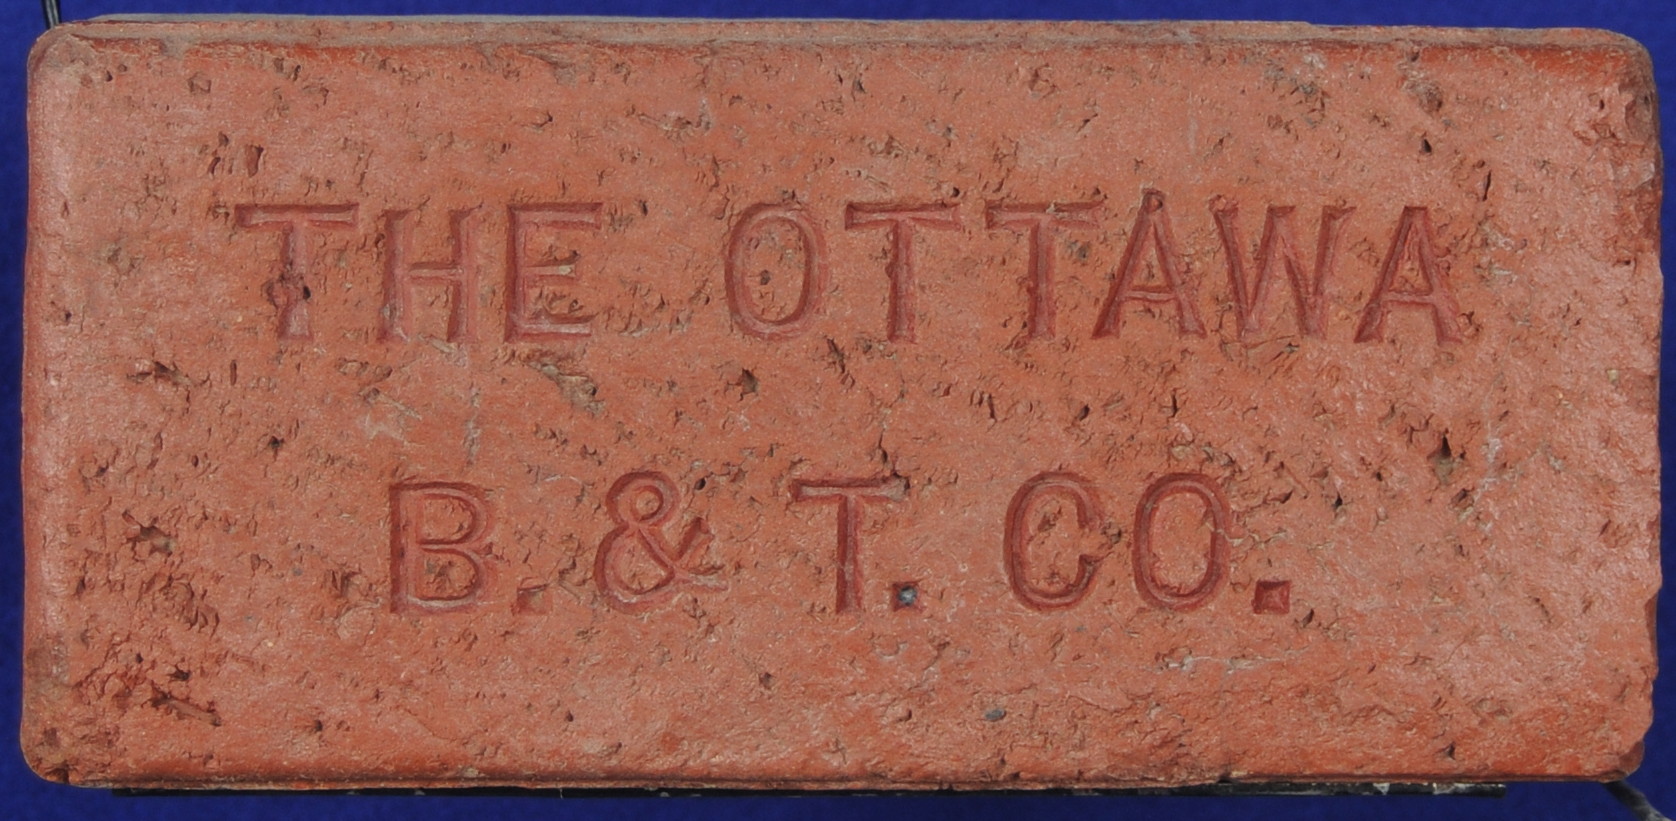 THE OTTAWA
B. & T. CO.